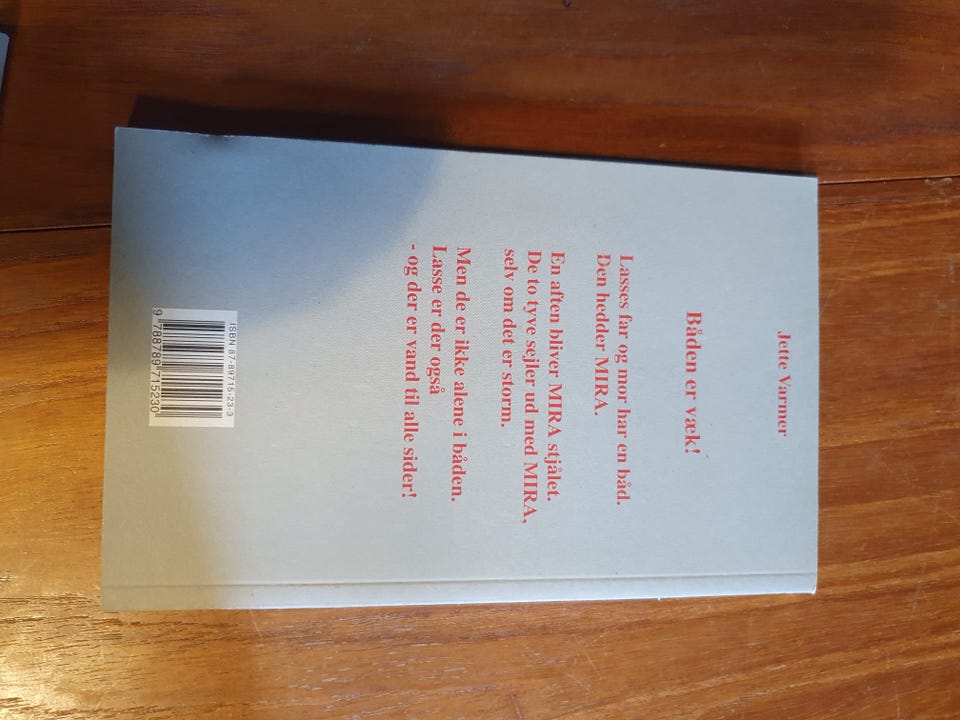 Jette Varmer
Båden er væk!
Lasses far og mor har en båd.
Den hedder MIRA.
En aften bliver MIRA stjålet.
De to tyve sejler ud med MIRA,
selv om det er storm.
Men de er ikke alene i båden.
Lasse er der også
- og der er vand til alle sider!
ISBN 87-89715-23-3
9 788789 715230